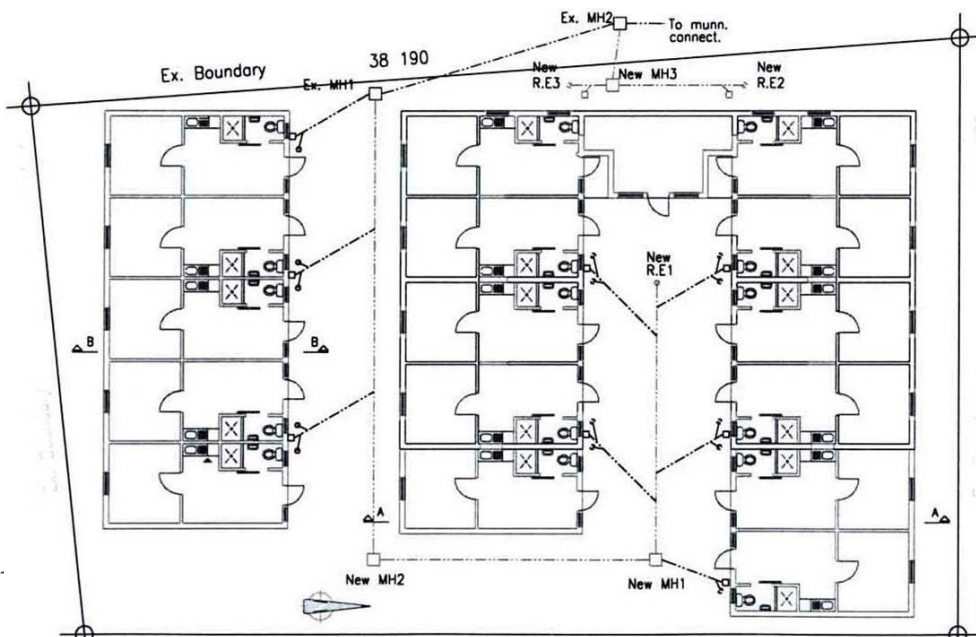 Ex. MH2
To munn.
connect.
38 190
Ex. Boundary
New
R.E3
New MH3
New
R.E2
Ex. MH1
New
R.E1
B
B
A
A
New MH2
New MH1